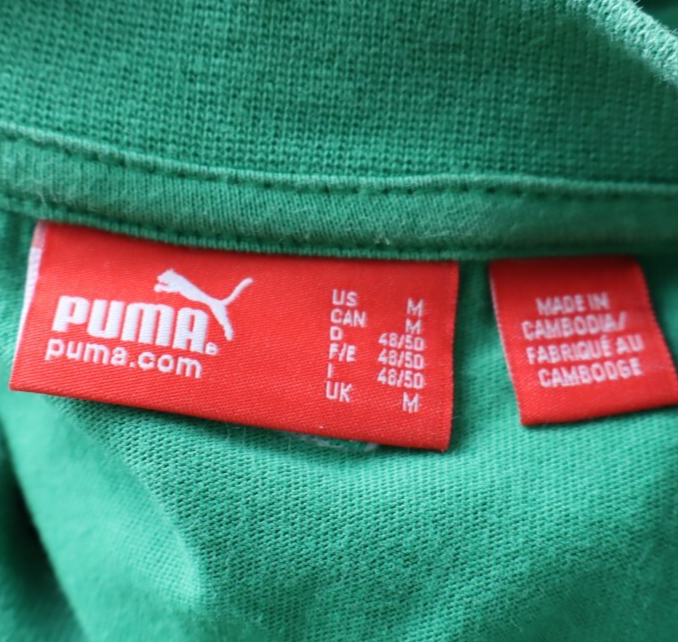 PUMA®
puma.com
US M
CAN M
D 48/50
F/E 48/50
I 48/50
UK M
MADE IN
CAMBODIA/
FABRIQUÉ AU
CAMBODGE